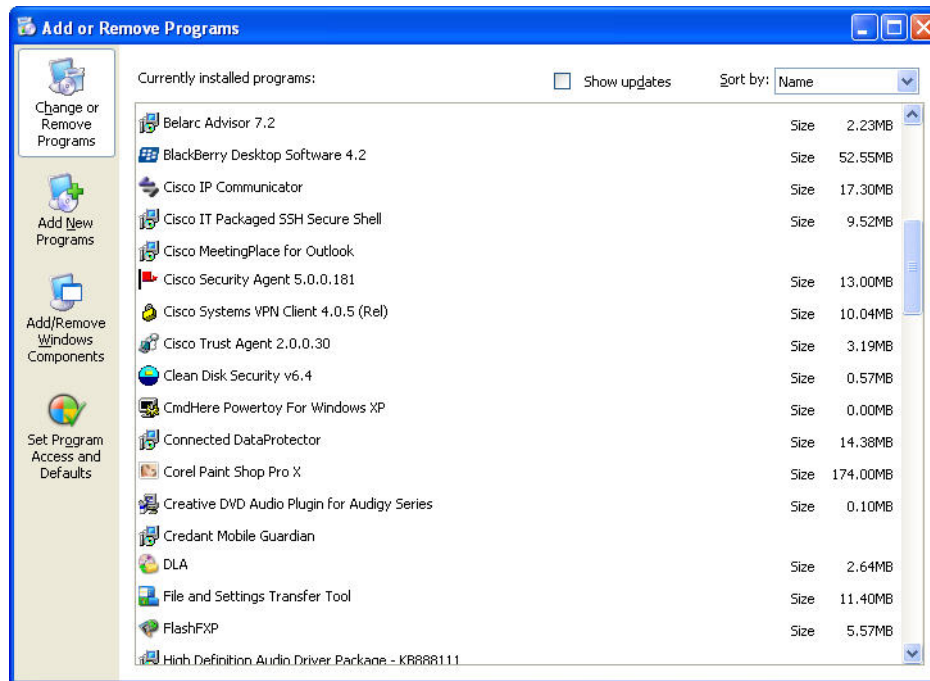 Add or Remove Programs
Change or
Remove
Programs
Add New
Programs
Add/Remove
Windows
Components
Set Program
Access and
Defaults
Currently installed programs:
Show updates
Sort by: Name
Belarc Advisor 7.2 Size 2.23MB
BlackBerry Desktop Software 4.2 Size 52.55MB
Cisco IP Communicator Size 17.30MB
Cisco IT Packaged SSH Secure Shell Size 9.52MB
Cisco MeetingPlace for Outlook
Cisco Security Agent 5.0.0.181 Size 13.00MB
Cisco Systems VPN Client 4.0.5 (Rel) Size 10.04MB
Cisco Trust Agent 2.0.0.30 Size 3.19MB
Clean Disk Security v6.4 Size 0.57MB
CmdHere Powertoy For Windows XP Size 0.00MB
Connected DataProtector Size 14.38MB
Corel Paint Shop Pro X Size 174.00MB
Creative DVD Audio Plugin for Audigy Series Size 0.10MB
Credant Mobile Guardian
DLA Size 2.64MB
File and Settings Transfer Tool Size 11.40MB
FlashFXP Size 5.57MB
High Definition Audio Driver Package - KB888111